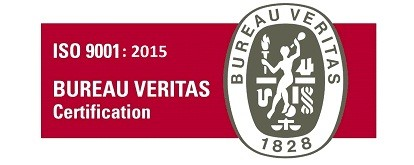 ISO 9001: 2015
BUREAU VERITAS
Certification
BUREAU VERITAS
1828